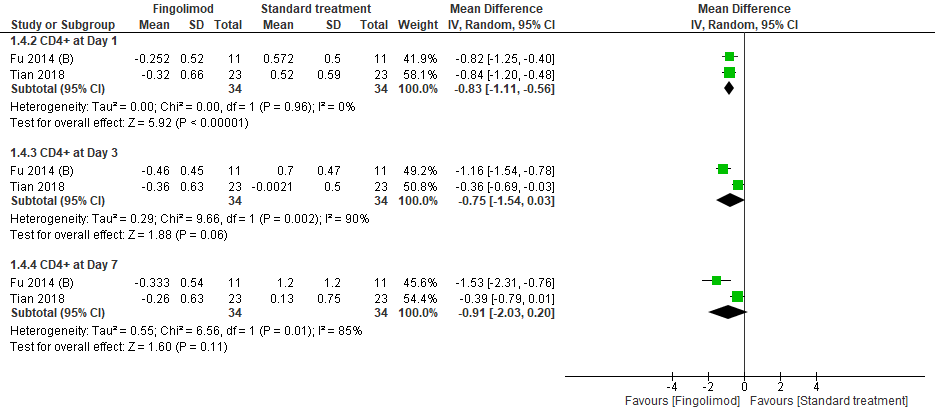 Fingolimod Standard treatment Mean Difference Mean Difference
Study or Subgroup Mean SD Total Mean SD Total Weight IV, Random, 95% CI IV, Random, 95% CI
1.4.2 CD4+ at Day 1
Fu 2014 (B) -0.252 0.52 11 0.572 0.5 11 41.9% -0.82 [-1.25, -0.40]
Tian 2018 -0.32 0.66 23 0.52 0.59 23 58.1% -0.84 [-1.20, -0.48]
Subtotal (95% CI) 34 34 100.0% -0.83 [-1.11, -0.56]
Heterogeneity: Tau² = 0.00; Chi² = 0.00, df = 1 (P = 0.96); I² = 0%
Test for overall effect: Z = 5.92 (P < 0.00001)
1.4.3 CD4+ at Day 3
Fu 2014 (B) -0.46 0.45 11 0.7 0.47 11 49.2% -1.16 [-1.54, -0.78]
Tian 2018 -0.36 0.63 23 -0.0021 0.5 23 50.8% -0.36 [-0.69, -0.03]
Subtotal (95% CI) 34 34 100.0% -0.75 [-1.54, 0.03]
Heterogeneity: Tau² = 0.29; Chi² = 9.66, df = 1 (P = 0.002); I² = 90%
Test for overall effect: Z = 1.88 (P = 0.06)
1.4.4 CD4+ at Day 7
Fu 2014 (B) -0.333 0.54 11 1.2 1.2 11 45.6% -1.53 [-2.31, -0.76]
Tian 2018 -0.26 0.63 23 0.13 0.75 23 54.4% -0.39 [-0.79, 0.01]
Subtotal (95% CI) 34 34 100.0% -0.91 [-2.03, 0.20]
Heterogeneity: Tau² = 0.55; Chi² = 6.56, df = 1 (P = 0.01); I² = 85%
Test for overall effect: Z = 1.60 (P = 0.11)
-4 -2 0 2 4
Favours [Fingolimod] Favours [Standard treatment]